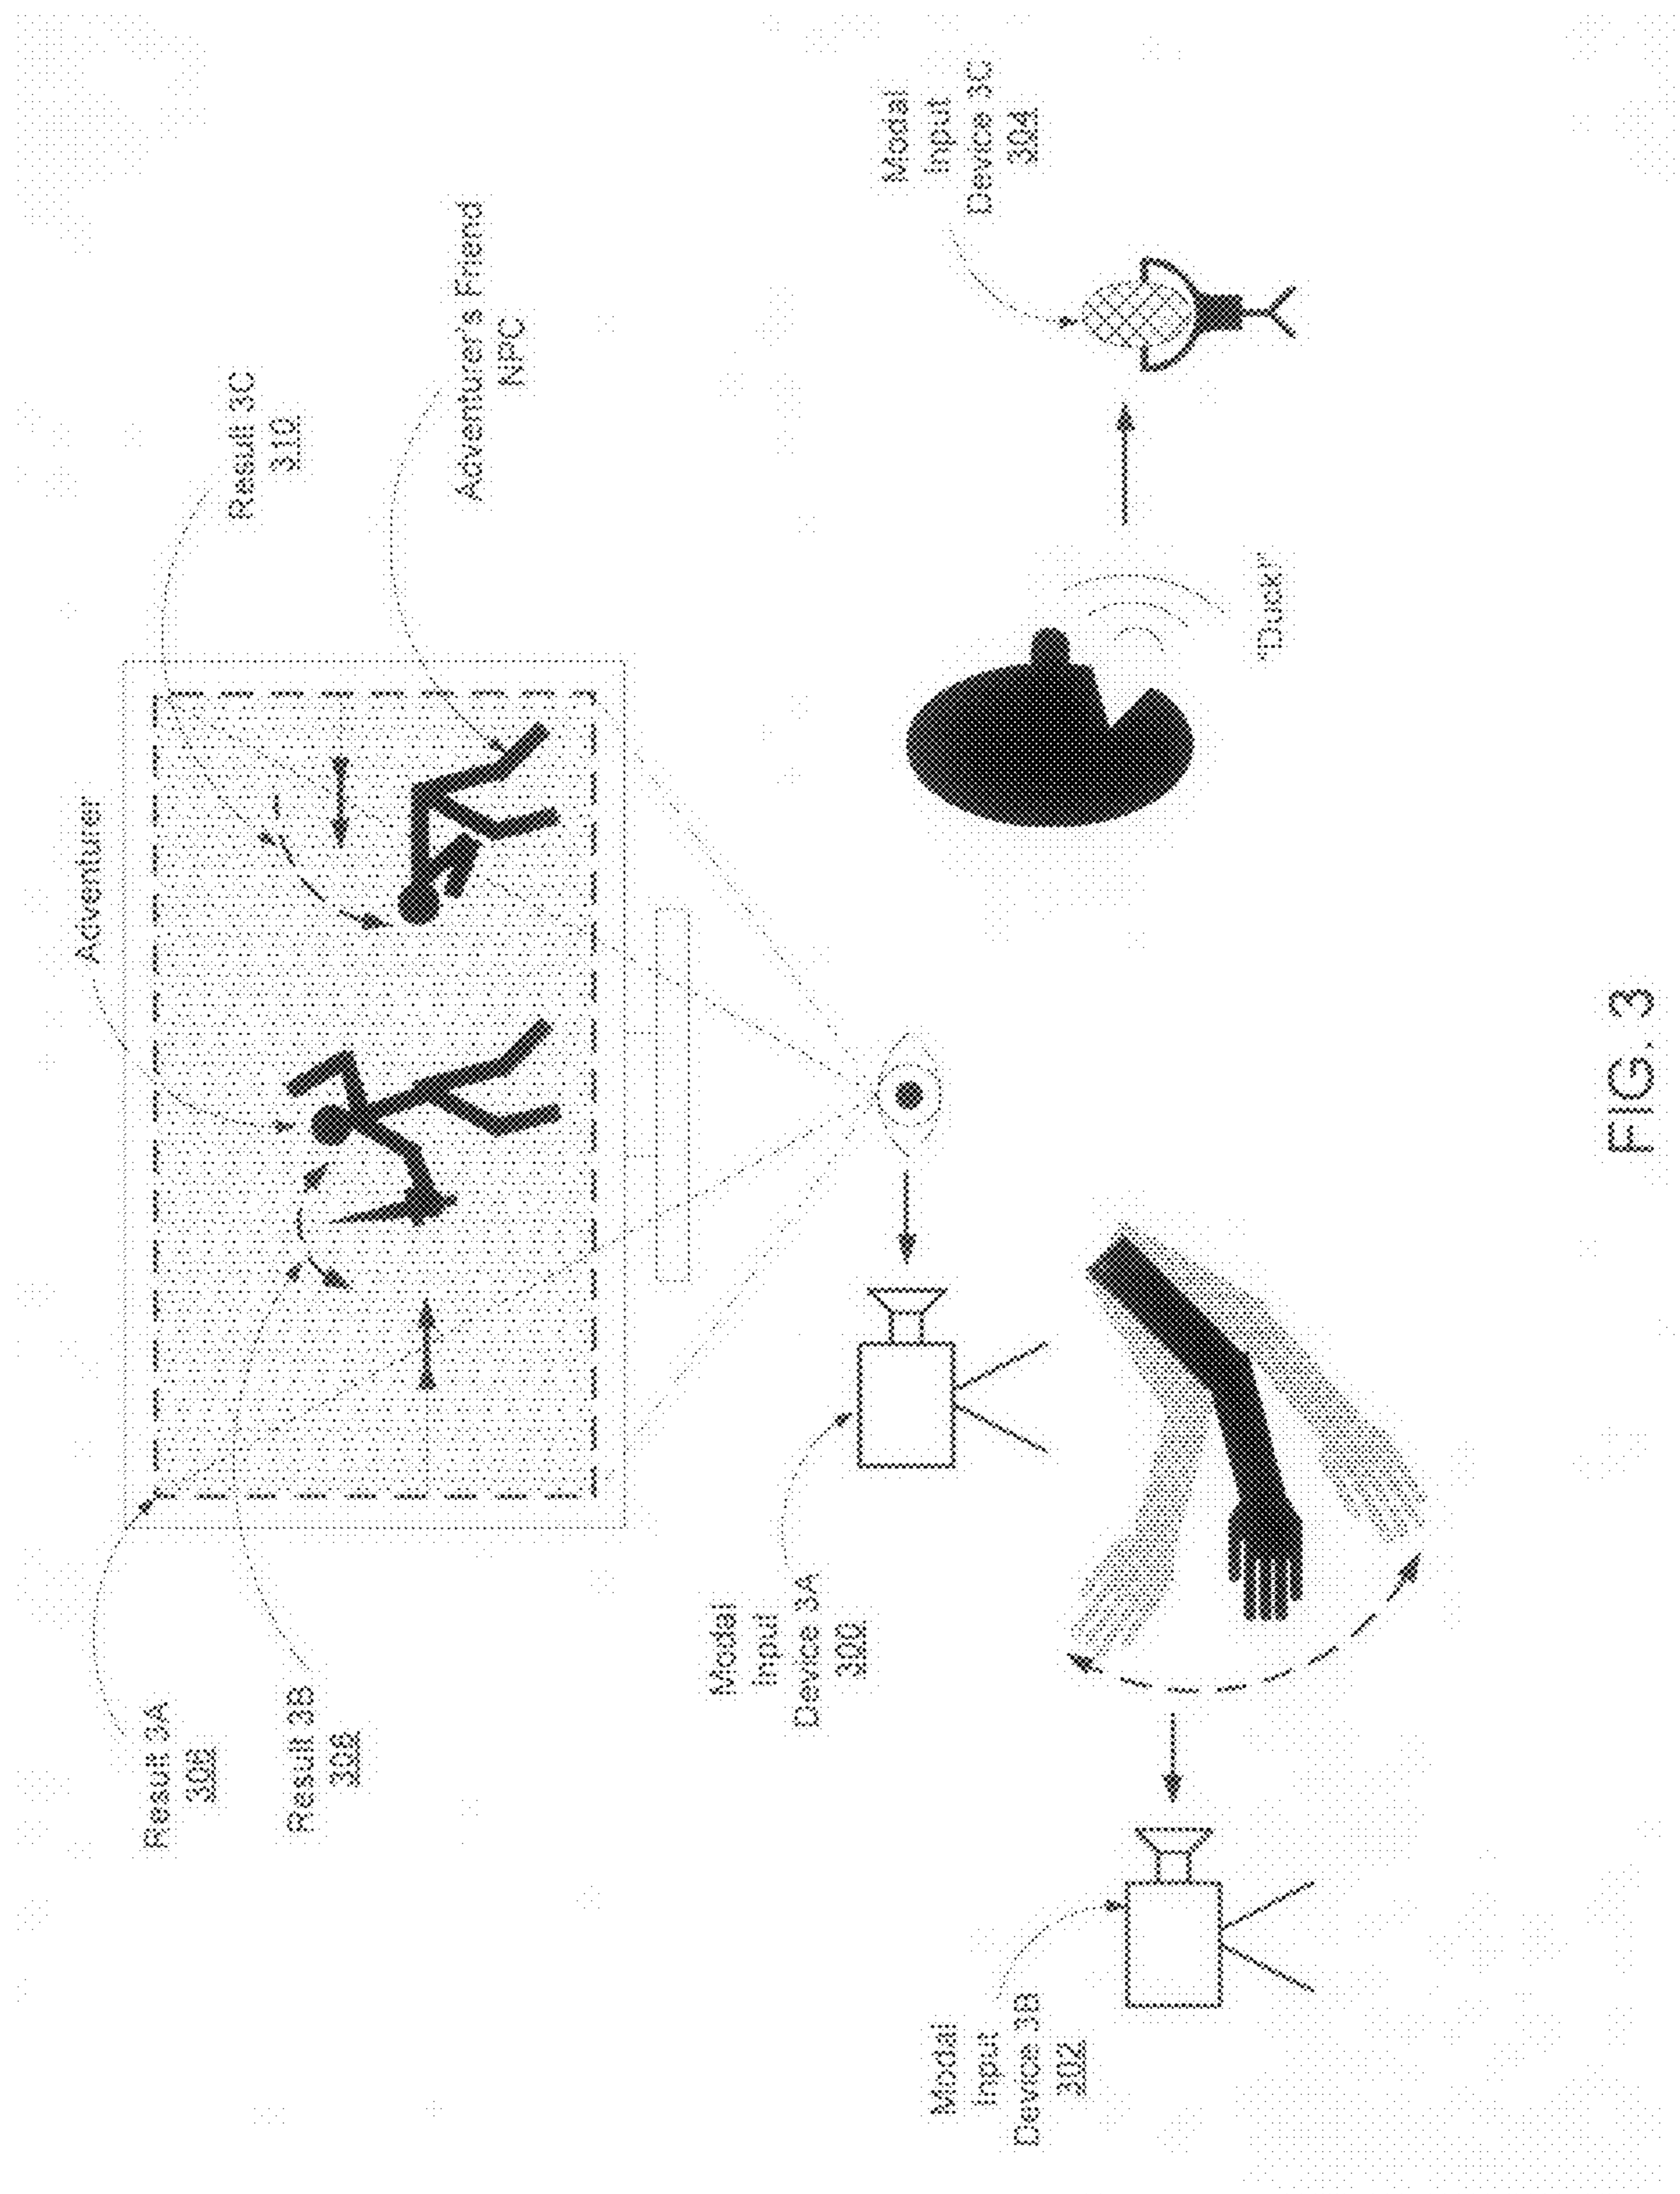 Result 3A
306
Result 3B
308
Adventurer
Result 3C
310
Adventurer's Friend
NPC
Modal
Input
Device 3A
300
Modal
Input
Device 3B
302
Modal
Input
Device 3C
304
"Duck!"
FIG. 3